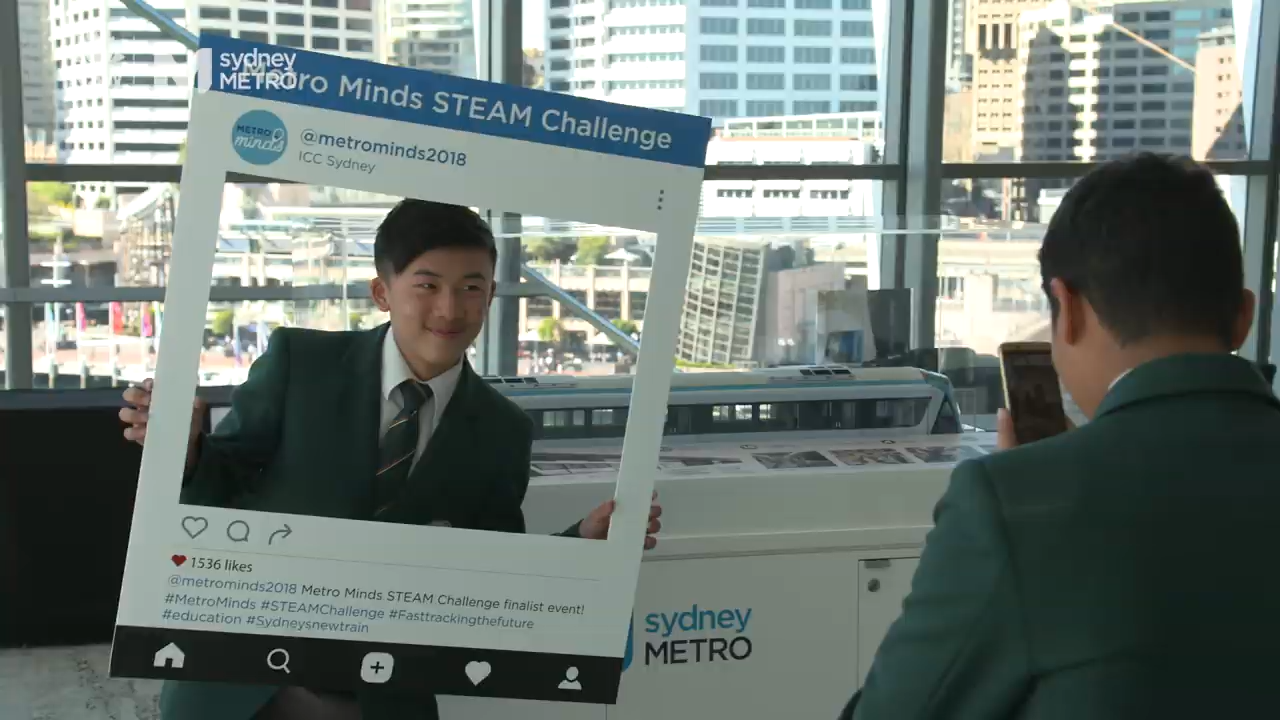 sydney
METRO
Metro Minds STEAM Challenge
METRO
minds
@metrominds2018
ICC Sydney
1536 likes
@metrominds2018 Metro Minds STEAM Challenge finalist event!
#MetroMinds #STEAMChallenge #Fasttrackingthefuture
#education #Sydneysnewtrain
sydney
METRO